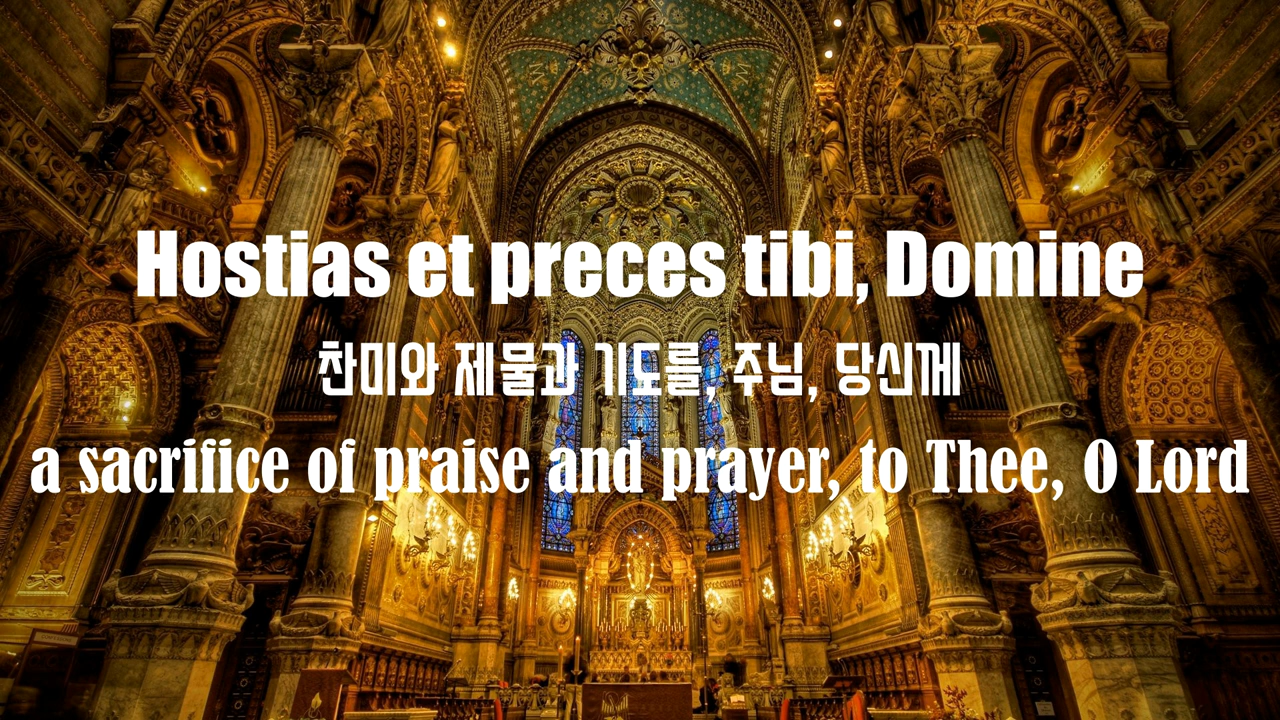 Hostias et preces tibi, Domine
찬미와 제물과 기도를, 주님, 당신께
a sacrifice of praise and prayer, to Thee, O Lord